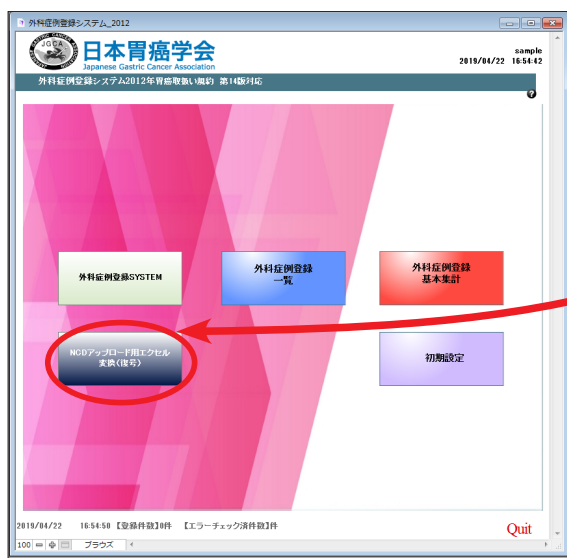 外科症例登録システム_2012
JGCA
日本胃癌学会
Japanese Gastric Cancer Association
sample
2019/04/22 16:54:42
外科症例登録システム2012年胃癌取扱い規約 第14版対応
外科症例登録SYSTEM
外科症例登録
一覧
外科症例登録
基本集計
NCDアップロード用エクセル
変換(復号)
初期設定
2019/04/22 16:54:50 【登録件数】0件 【エラーチェック済件数】件
Quit
100 ブラウズ